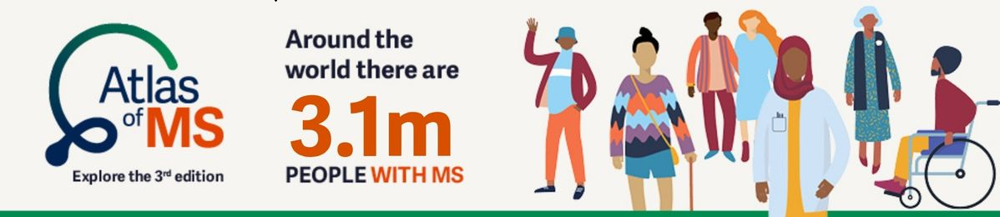 Atlas
of MS
Explore the 3rd edition
Around the
world there are
3.1m
PEOPLE WITH MS